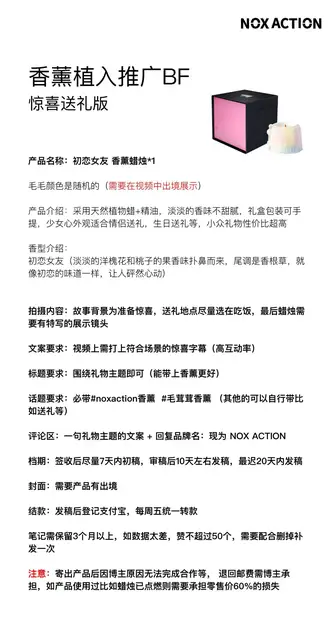 NOX ACTION
香薰植入推广BF
惊喜送礼版
产品名称：初恋女友 香薰蜡烛*1
毛毛颜色是随机的（需要在视频中出境展示）
产品介绍：采用天然植物蜡+精油，淡淡的香味不甜腻，礼盒包装可手
提，少女心外观适合情侣送礼，生日送礼等，小众礼物性价比超高
香型介绍：
初恋女友（淡淡的洋槐花和桃子的果香味扑鼻而来，尾调是香根草，就
像初恋的味道一样，让人砰然心动）
拍摄内容：故事背景为准备惊喜，送礼地点尽量选在吃饭，最后蜡烛需
要有特写的展示镜头
文案要求：视频上需打上符合场景的惊喜字幕（高互动率）
标题要求：围绕礼物主题即可（能带上香薰更好）
话题要求：必带#noxaction香薰 #毛茸茸香薰 （其他的可以自行带比
如送礼等）
评论区：一句礼物主题的文案 + 回复品牌名：现为 NOX ACTION
档期：签收后尽量7天内初稿，审稿后10天左右发稿，最迟20天内发稿
封面：需要产品有出境
结款：发稿后登记支付宝，每周五统一转款
笔记需保留3个月以上，如数据太差，赞不超过50个，需要配合删掉补
发一次
注意：寄出产品后因博主原因无法完成合作等， 退回邮费需博主承
担，如产品使用过比如蜡烛已点燃则需要承担零售价60%的损失